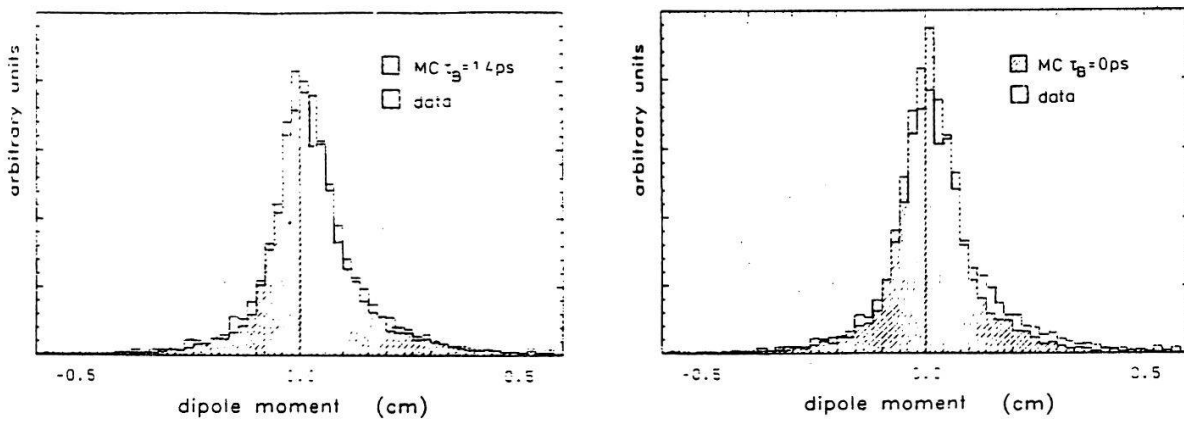 arbitrary units
MC τB=1.4ps
data
-0.5
0.0
0.5
dipole moment (cm)
arbitrary units
MC τB=0ps
data
-0.5
0.0
0.5
dipole moment (cm)